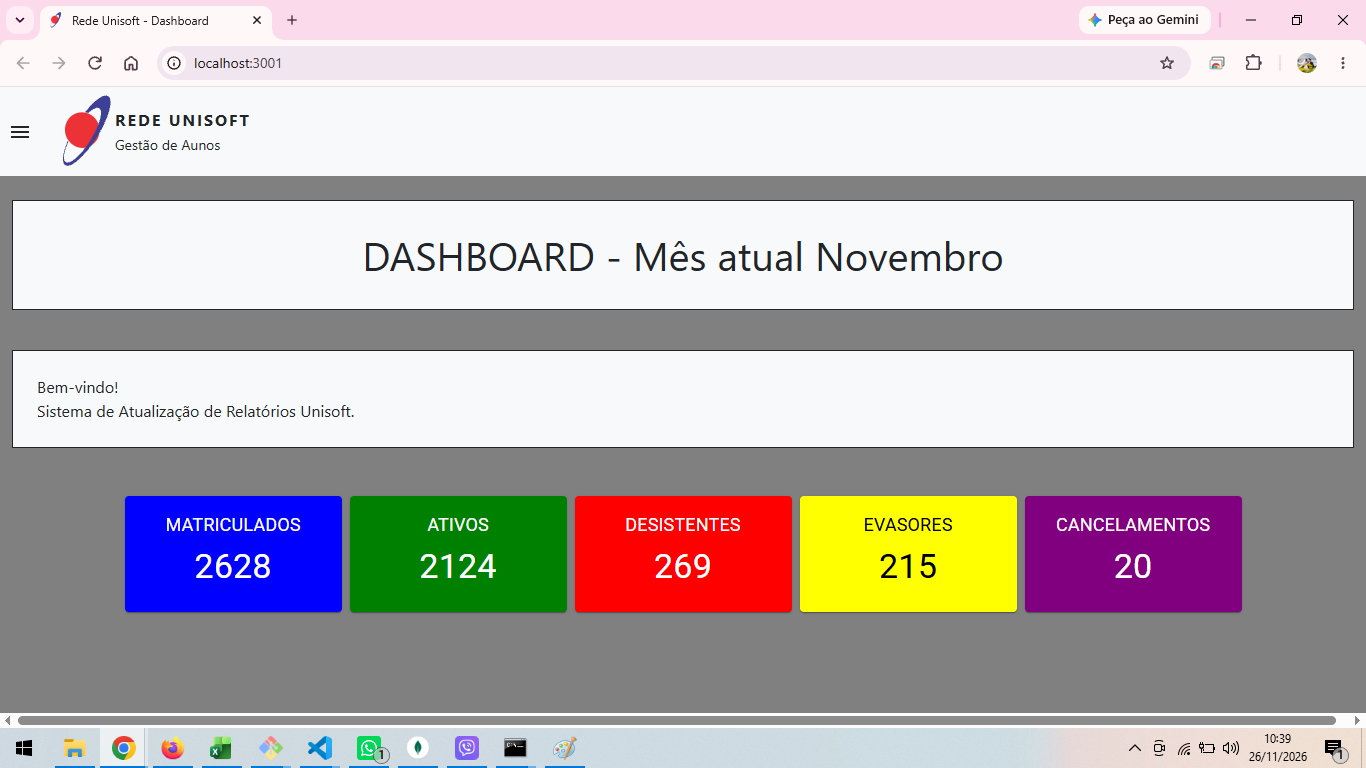 Rede Unisoft - Dashboard
Peça ao Gemini
localhost:3001
REDE UNISOFT
Gestão de Aunos
DASHBOARD - Mês atual Novembro
Bem-vindo!
Sistema de Atualização de Relatórios Unisoft.
MATRICULADOS
2628
ATIVOS
2124
DESISTENTES
269
EVASORES
215
CANCELAMENTOS
20
1
10:39
26/11/2026
1